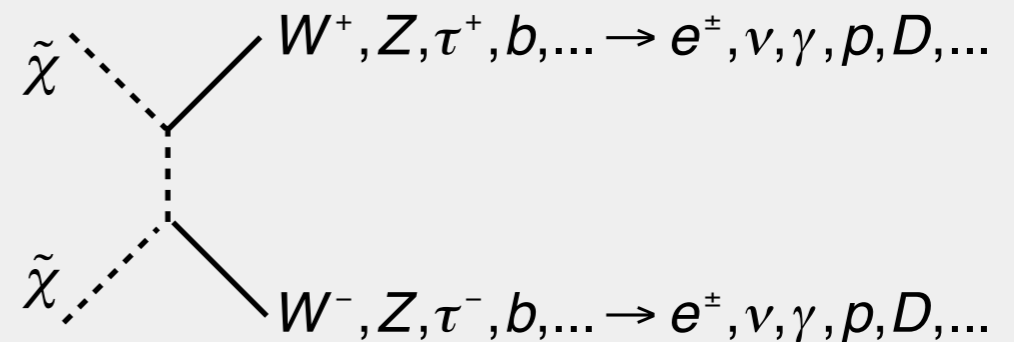 χ̃
W⁺, Z, τ⁺, b, ... → e±, ν, γ, p, D, ...
χ̃
W⁻, Z, τ⁻, b, ... → e±, ν, γ, p, D, ...